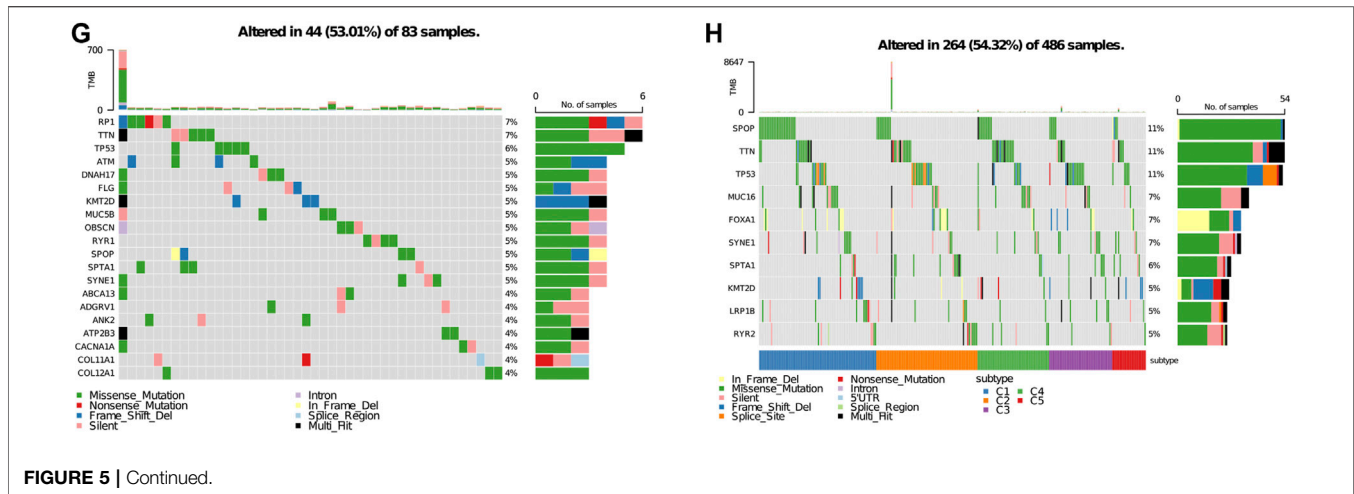 G
Altered in 44 (53.01%) of 83 samples.
700
TMB
0
0
6
No. of samples
RP1 7%
TTN 7%
TP53 6%
ATM 5%
DNAH17 5%
FLG 5%
KMT2D 5%
MUC5B 5%
OBSCN 5%
RYR1 5%
SPOP 5%
SPTA1 5%
SYNE1 5%
ABCA13 4%
ADGRV1 4%
ANK2 4%
ATP2B3 4%
CACNA1A 4%
COL11A1 4%
COL12A1 4%
Missense_Mutation
Nonsense_Mutation
Frame_Shift_Del
Silent
Intron
In_Frame_Del
Splice_Region
Multi_Hit
H
Altered in 264 (54.32%) of 486 samples.
8647
TMB
0
No. of samples
0
54
SPOP 11%
TTN 11%
TP53 11%
MUC16 7%
FOXA1 7%
SYNE1 7%
SPTA1 6%
KMT2D 5%
LRP1B 5%
RYR2 5%
subtype
In_Frame_Del
Missense_Mutation
Silent
Frame_Shift_Del
Splice_Site
Nonsense_Mutation
Intron
5'UTR
Splice_Region
Multi_Hit
subtype
C1
C2
C3
C4
C5
FIGURE 5 | Continued.